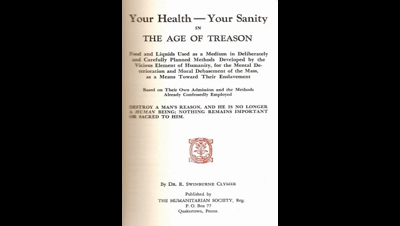 Your Health — Your Sanity
IN
THE AGE OF TREASON
Food and Liquids Used as a Medium in Deliberately
and Carefully Planned Methods Developed by the
Vicious Element of Humanity, for the Mental De-
terioration and Moral Debasement of the Mass,
as a Means Toward Their Enslavement
Based on Their Own Admission and the Methods
Already Confessedly Employed
DESTROY A MAN'S REASON, AND HE IS NO LONGER
A HUMAN BEING; NOTHING REMAINS IMPORTANT
OR SACRED TO HIM.
By DR. R. SWINBURNE CLYMER
Published by
THE HUMANITARIAN SOCIETY, Reg.
P. O. Box 77
Quakertown, Penna